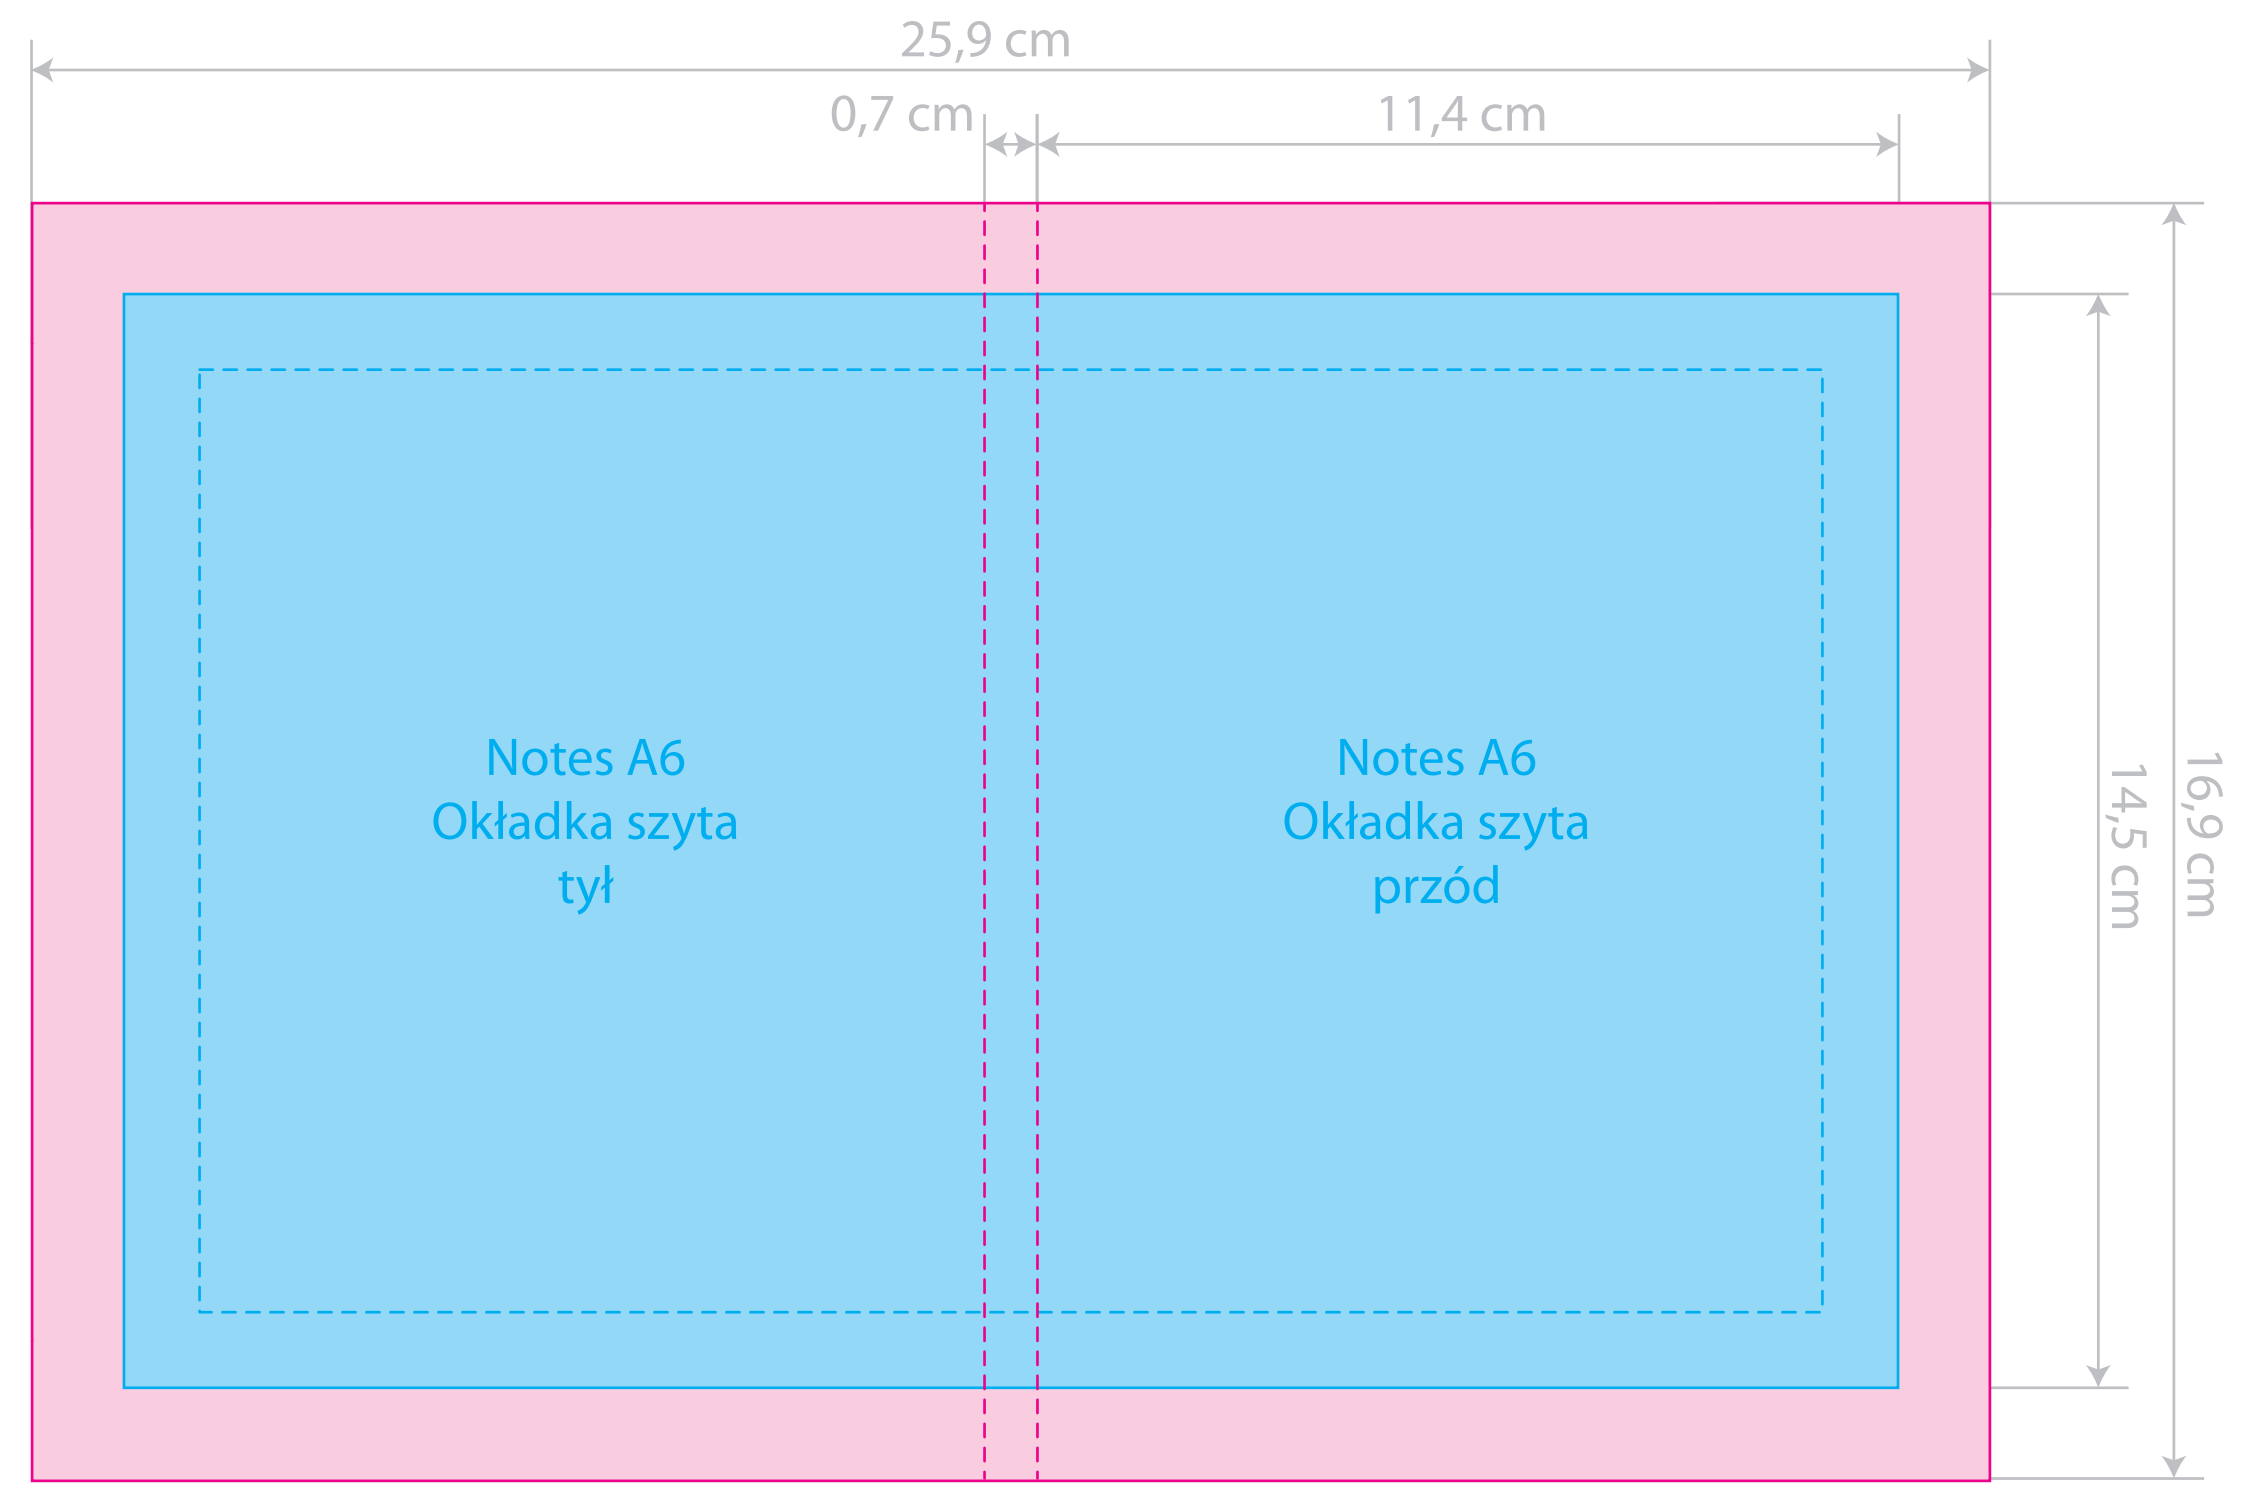 25,9 cm
0,7 cm
11,4 cm
Notes A6
Okładka szyta
tył
Notes A6
Okładka szyta
przód
14,5 cm
16,9 cm